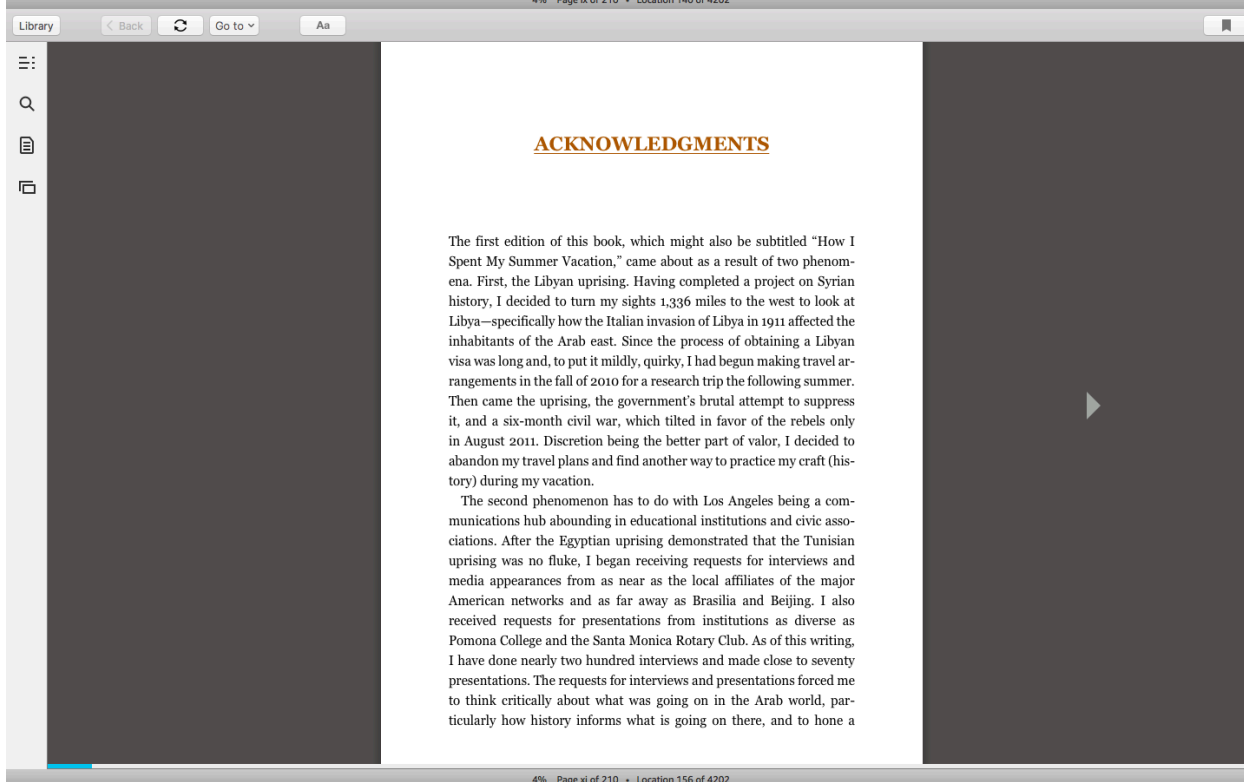 4% Page ix of 210 • Location 146 of 4202
Library
< Back
Go to
Aa
ACKNOWLEDGMENTS
The first edition of this book, which might also be subtitled “How I
Spent My Summer Vacation,” came about as a result of two phenom-
ena. First, the Libyan uprising. Having completed a project on Syrian
history, I decided to turn my sights 1,336 miles to the west to look at
Libya—specifically how the Italian invasion of Libya in 1911 affected the
inhabitants of the Arab east. Since the process of obtaining a Libyan
visa was long and, to put it mildly, quirky, I had begun making travel ar-
rangements in the fall of 2010 for a research trip the following summer.
Then came the uprising, the government’s brutal attempt to suppress
it, and a six-month civil war, which tilted in favor of the rebels only
in August 2011. Discretion being the better part of valor, I decided to
abandon my travel plans and find another way to practice my craft (his-
tory) during my vacation.
The second phenomenon has to do with Los Angeles being a com-
munications hub abounding in educational institutions and civic asso-
ciations. After the Egyptian uprising demonstrated that the Tunisian
uprising was no fluke, I began receiving requests for interviews and
media appearances from as near as the local affiliates of the major
American networks and as far away as Brasilia and Beijing. I also
received requests for presentations from institutions as diverse as
Pomona College and the Santa Monica Rotary Club. As of this writing,
I have done nearly two hundred interviews and made close to seventy
presentations. The requests for interviews and presentations forced me
to think critically about what was going on in the Arab world, par-
ticularly how history informs what is going on there, and to hone a
4% Page xi of 210 • Location 156 of 4202